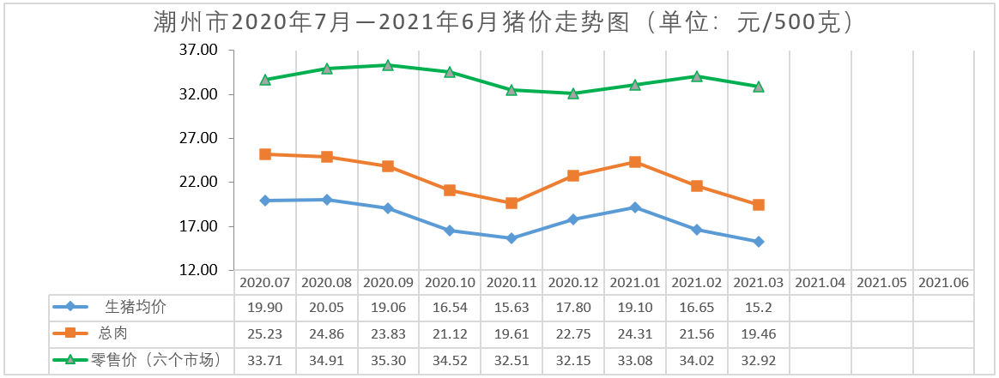 潮州市2020年7月—2021年6月猪价走势图（单位：元/500克）
37.00
32.00
27.00
22.00
17.00
12.00
2020.07 2020.08 2020.09 2020.10 2020.11 2020.12 2021.01 2021.02 2021.03 2021.04 2021.05 2021.06
生猪均价 19.90 20.05 19.06 16.54 15.63 17.80 19.10 16.65 15.2
总肉 25.23 24.86 23.83 21.12 19.61 22.75 24.31 21.56 19.46
零售价（六个市场） 33.71 34.91 35.30 34.52 32.51 32.15 33.08 34.02 32.92